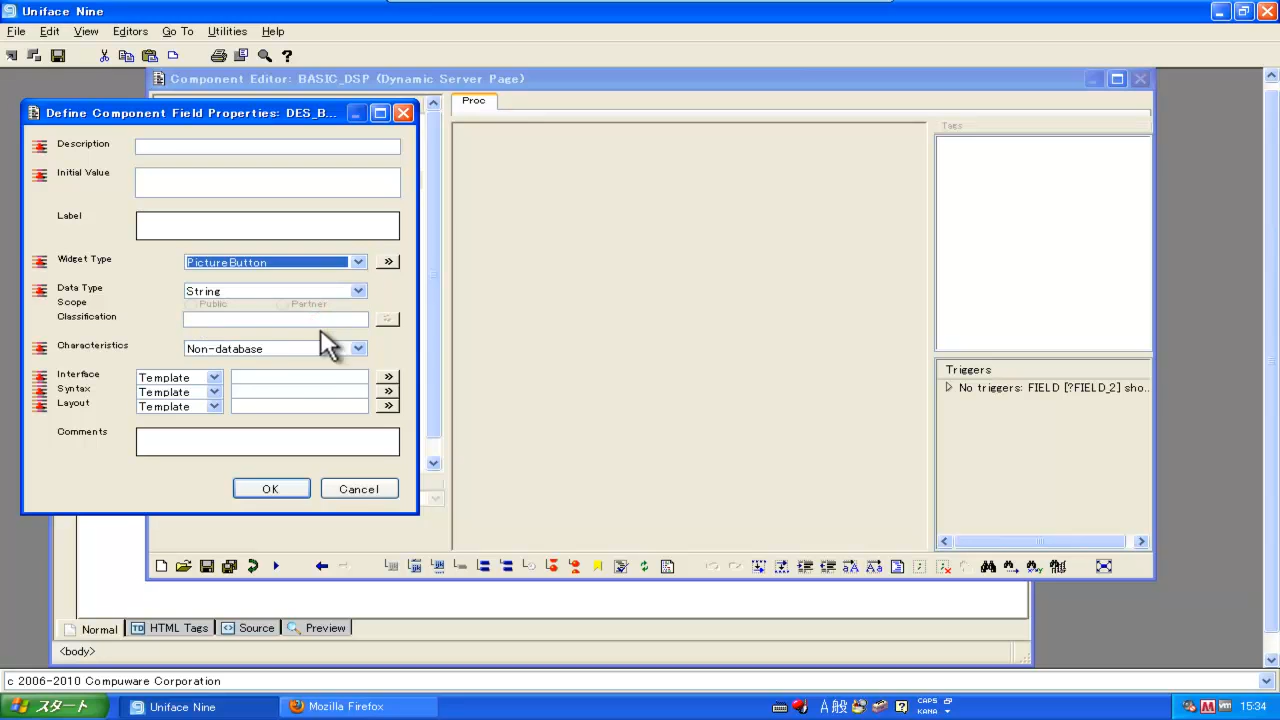 Uniface Nine
File Edit View Editors Go To Utilities Help
Component Editor: BASIC_DSP (Dynamic Server Page)
Define Component Field Properties: DES_B...
Proc
Tags
Description
Initial Value
Label
Widget Type PictureButton
Data Type String
Scope Public Partner
Classification
Characteristics Non-database
Interface Template
Syntax Template
Layout Template
Comments
OK Cancel
Triggers
No triggers: FIELD [?FIELD_2] sho..
Normal HTML Tags Source Preview
<body>
c 2006-2010 Compuware Corporation
スタート Uniface Nine Mozilla Firefox A 般 CAPS KANA 15:34